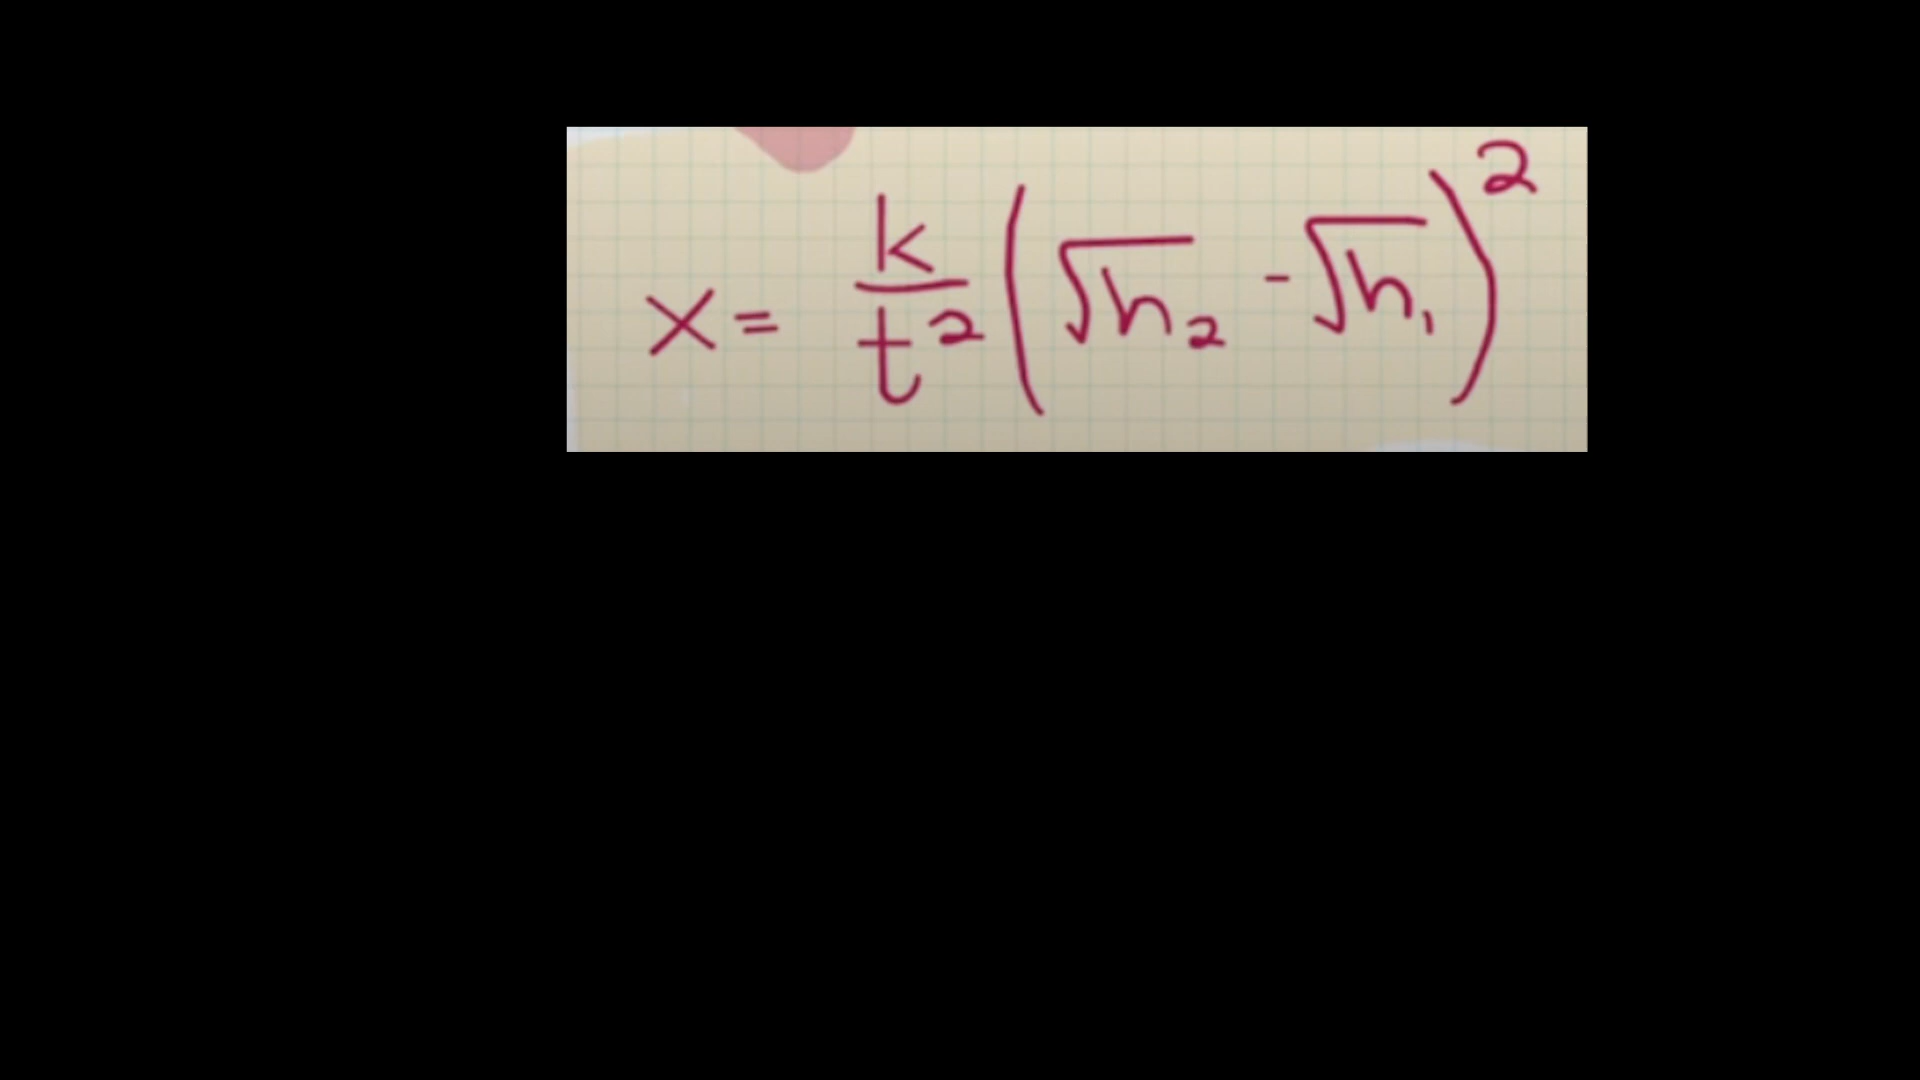 x = k/t² (√h₂ - √h₁)²